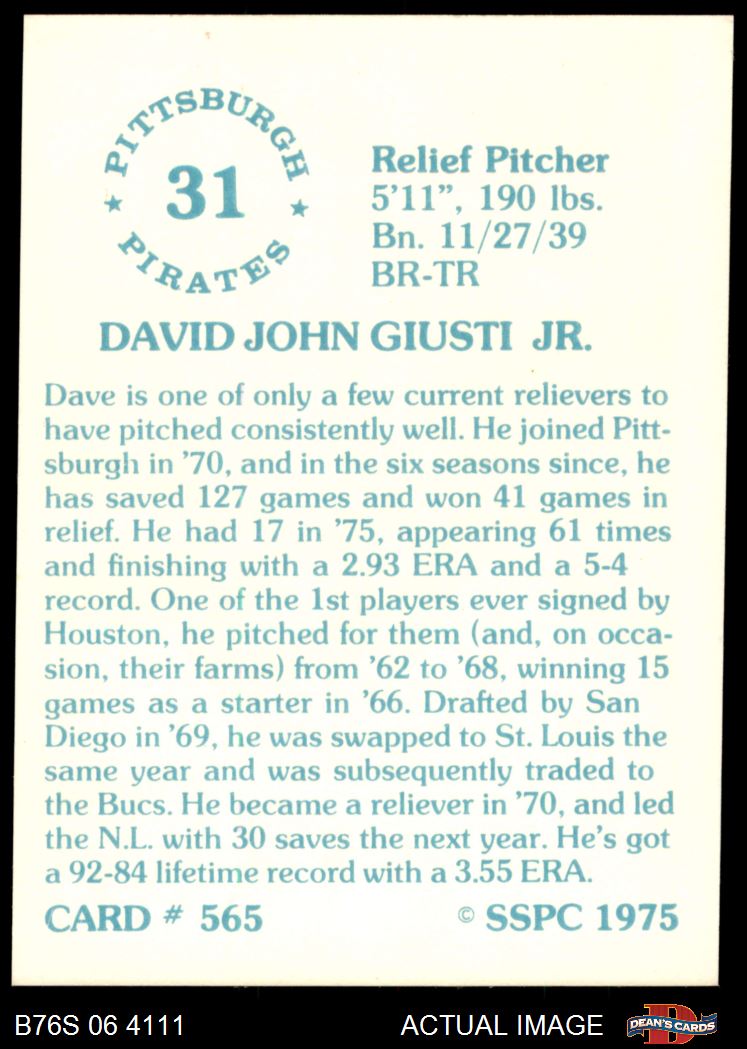 PITTSBURGH
31
★ ★
PIRATES
Relief Pitcher
5'11", 190 lbs.
Bn. 11/27/39
BR-TR
DAVID JOHN GIUSTI JR.
Dave is one of only a few current relievers to
have pitched consistently well. He joined Pitt-
sburgh in '70, and in the six seasons since, he
has saved 127 games and won 41 games in
relief. He had 17 in '75, appearing 61 times
and finishing with a 2.93 ERA and a 5-4
record. One of the 1st players ever signed by
Houston, he pitched for them (and, on occa-
sion, their farms) from '62 to '68, winning 15
games as a starter in '66. Drafted by San
Diego in '69, he was swapped to St. Louis the
same year and was subsequently traded to
the Bucs. He became a reliever in '70, and led
the N.L. with 30 saves the next year. He's got
a 92-84 lifetime record with a 3.55 ERA.
CARD # 565 © SSPC 1975
B76S 06 4111 ACTUAL IMAGE D DEAN'S CARDS